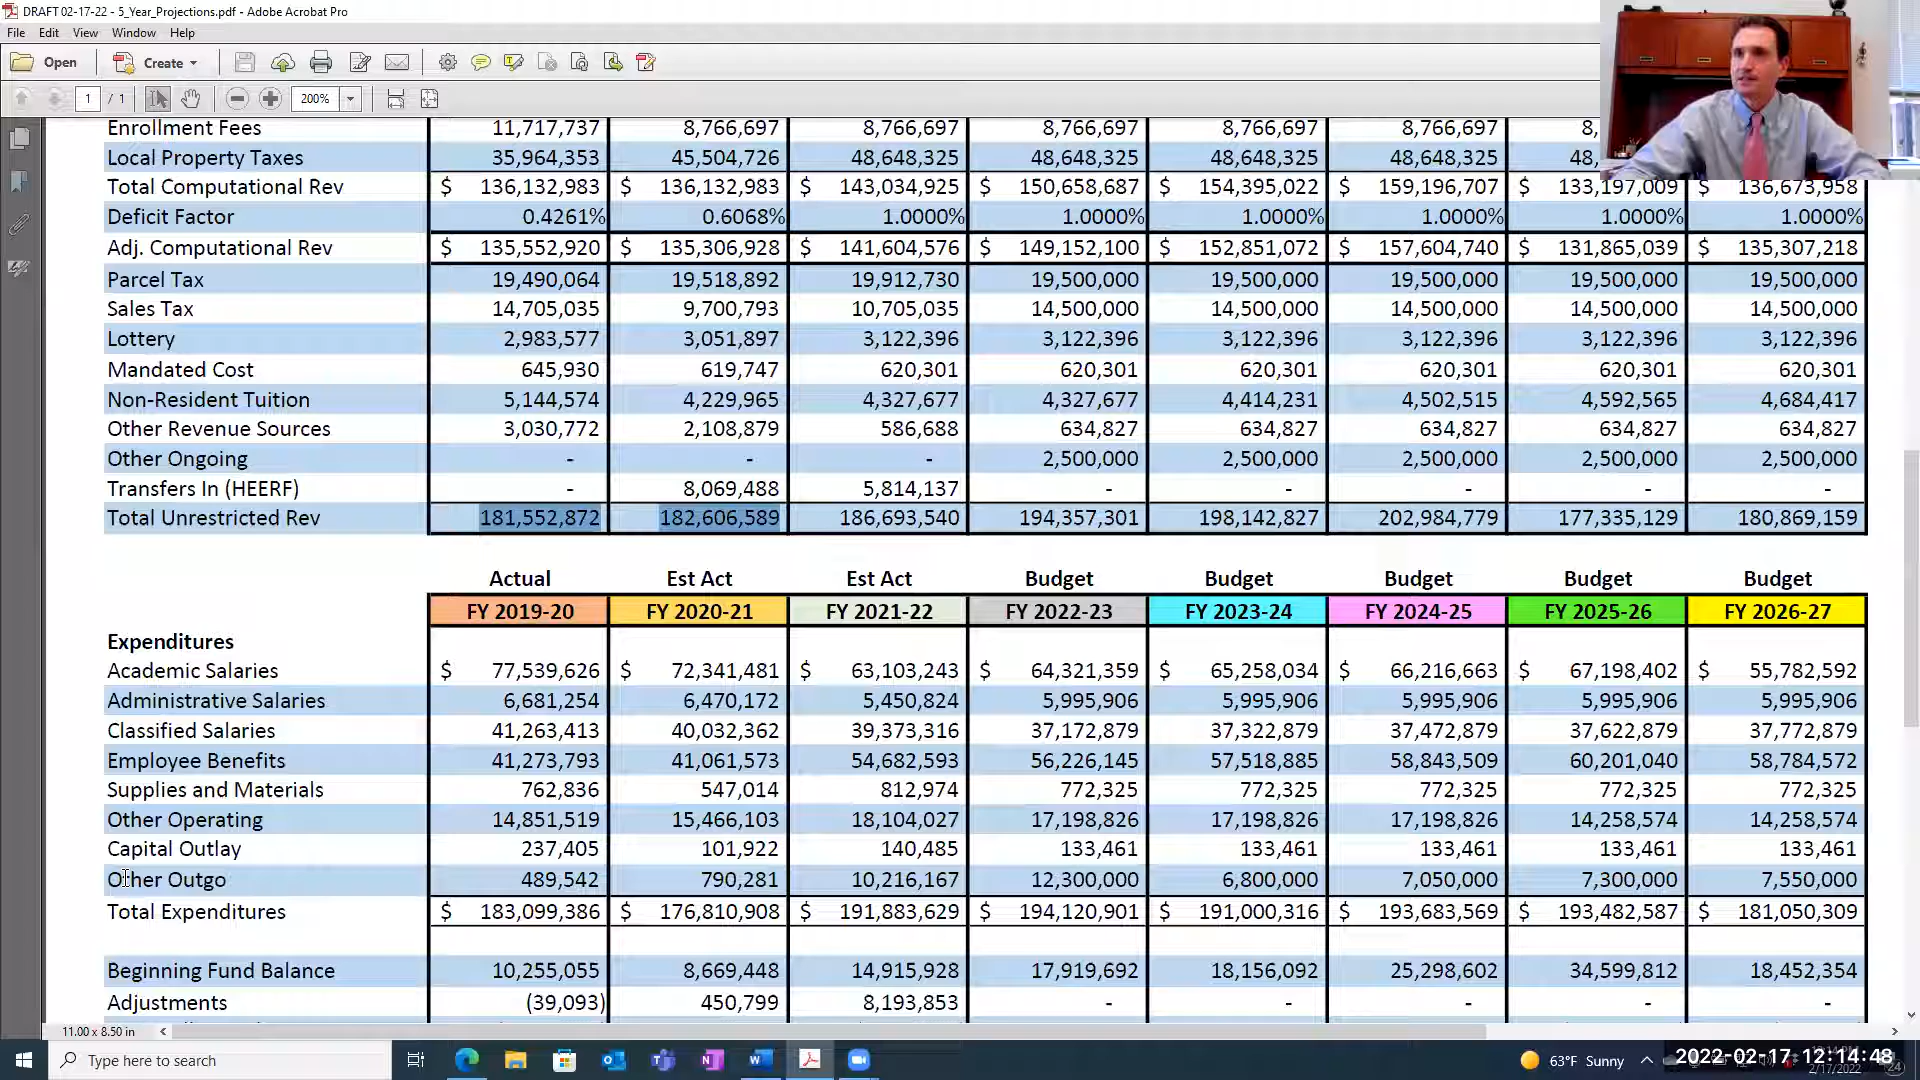 DRAFT 02-17-22 - 5_Year_Projections.pdf - Adobe Acrobat Pro
File Edit View Window Help
Open Create
1 / 1 200%
Enrollment Fees 11,717,737 8,766,697 8,766,697 8,766,697 8,766,697 8,766,697
Local Property Taxes 35,964,353 45,504,726 48,648,325 48,648,325 48,648,325 48,648,325
Total Computational Rev $ 136,132,983 $ 136,132,983 $ 143,034,925 $ 150,658,687 $ 154,395,022 $ 159,196,707 $ 133,197,009 $ 136,673,958
Deficit Factor 0.4261% 0.6068% 1.0000% 1.0000% 1.0000% 1.0000% 1.0000% 1.0000%
Adj. Computational Rev $ 135,552,920 $ 135,306,928 $ 141,604,576 $ 149,152,100 $ 152,851,072 $ 157,604,740 $ 131,865,039 $ 135,307,218
Parcel Tax 19,490,064 19,518,892 19,912,730 19,500,000 19,500,000 19,500,000 19,500,000 19,500,000
Sales Tax 14,705,035 9,700,793 10,705,035 14,500,000 14,500,000 14,500,000 14,500,000 14,500,000
Lottery 2,983,577 3,051,897 3,122,396 3,122,396 3,122,396 3,122,396 3,122,396 3,122,396
Mandated Cost 645,930 619,747 620,301 620,301 620,301 620,301 620,301 620,301
Non-Resident Tuition 5,144,574 4,229,965 4,327,677 4,327,677 4,414,231 4,502,515 4,592,565 4,684,417
Other Revenue Sources 3,030,772 2,108,879 586,688 634,827 634,827 634,827 634,827 634,827
Other Ongoing - - - 2,500,000 2,500,000 2,500,000 2,500,000 2,500,000
Transfers In (HEERF) - 8,069,488 5,814,137 - - - - -
Total Unrestricted Rev 181,552,872 182,606,589 186,693,540 194,357,301 198,142,827 202,984,779 177,335,129 180,869,159
Actual Est Act Est Act Budget Budget Budget Budget Budget
FY 2019-20 FY 2020-21 FY 2021-22 FY 2022-23 FY 2023-24 FY 2024-25 FY 2025-26 FY 2026-27
Expenditures
Academic Salaries $ 77,539,626 $ 72,341,481 $ 63,103,243 $ 64,321,359 $ 65,258,034 $ 66,216,663 $ 67,198,402 $ 55,782,592
Administrative Salaries 6,681,254 6,470,172 5,450,824 5,995,906 5,995,906 5,995,906 5,995,906 5,995,906
Classified Salaries 41,263,413 40,032,362 39,373,316 37,172,879 37,322,879 37,472,879 37,622,879 37,772,879
Employee Benefits 41,273,793 41,061,573 54,682,593 56,226,145 57,518,885 58,843,509 60,201,040 58,784,572
Supplies and Materials 762,836 547,014 812,974 772,325 772,325 772,325 772,325 772,325
Other Operating 14,851,519 15,466,103 18,104,027 17,198,826 17,198,826 17,198,826 14,258,574 14,258,574
Capital Outlay 237,405 101,922 140,485 133,461 133,461 133,461 133,461 133,461
Other Outgo 489,542 790,281 10,216,167 12,300,000 6,800,000 7,050,000 7,300,000 7,550,000
Total Expenditures $ 183,099,386 $ 176,810,908 $ 191,883,629 $ 194,120,901 $ 191,000,316 $ 193,683,569 $ 193,482,587 $ 181,050,309
Beginning Fund Balance 10,255,055 8,669,448 14,915,928 17,919,692 18,156,092 25,298,602 34,599,812 18,452,354
Adjustments (39,093) 450,799 8,193,853 - - - - -
11.00 x 8.50 in
Type here to search 63°F Sunny 2022-02-17 12:14:48
2/17/2022